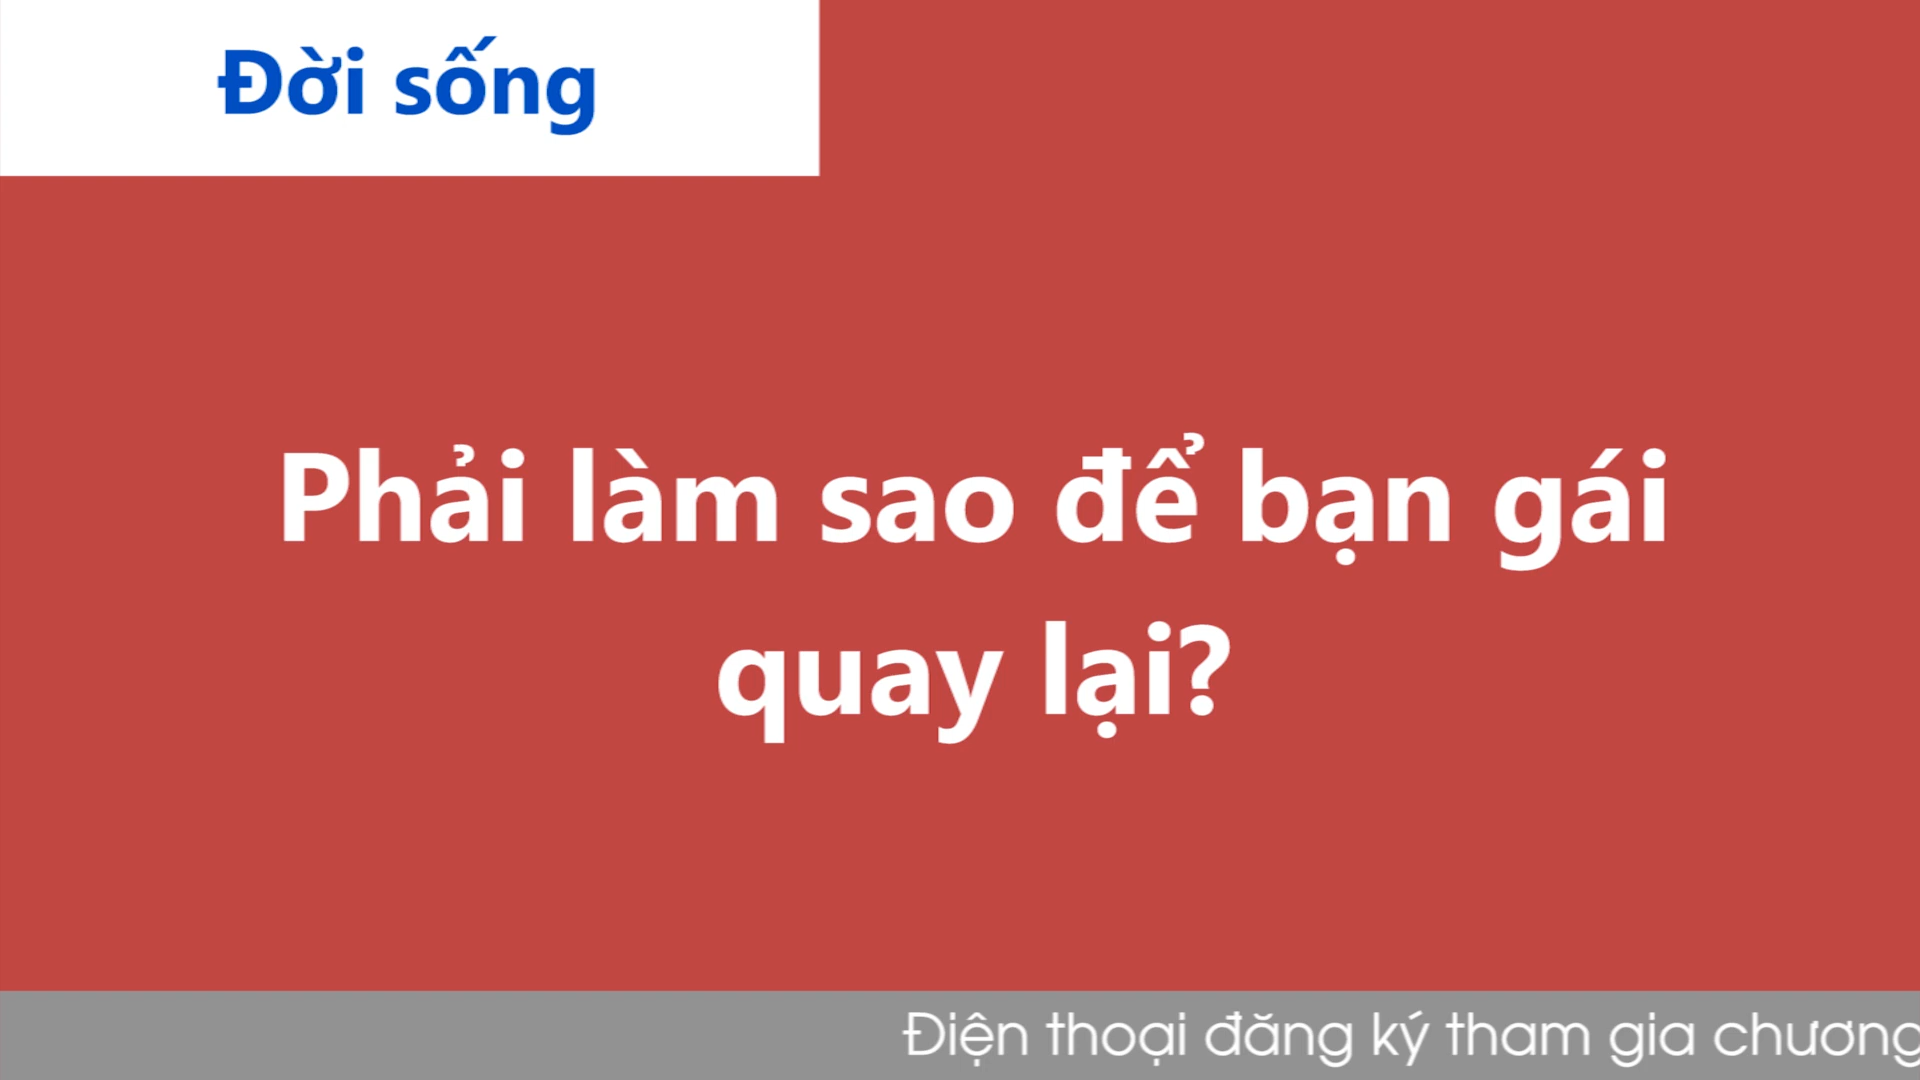 Đời sống
Phải làm sao để bạn gái
quay lại?
Điện thoại đăng ký tham gia chương